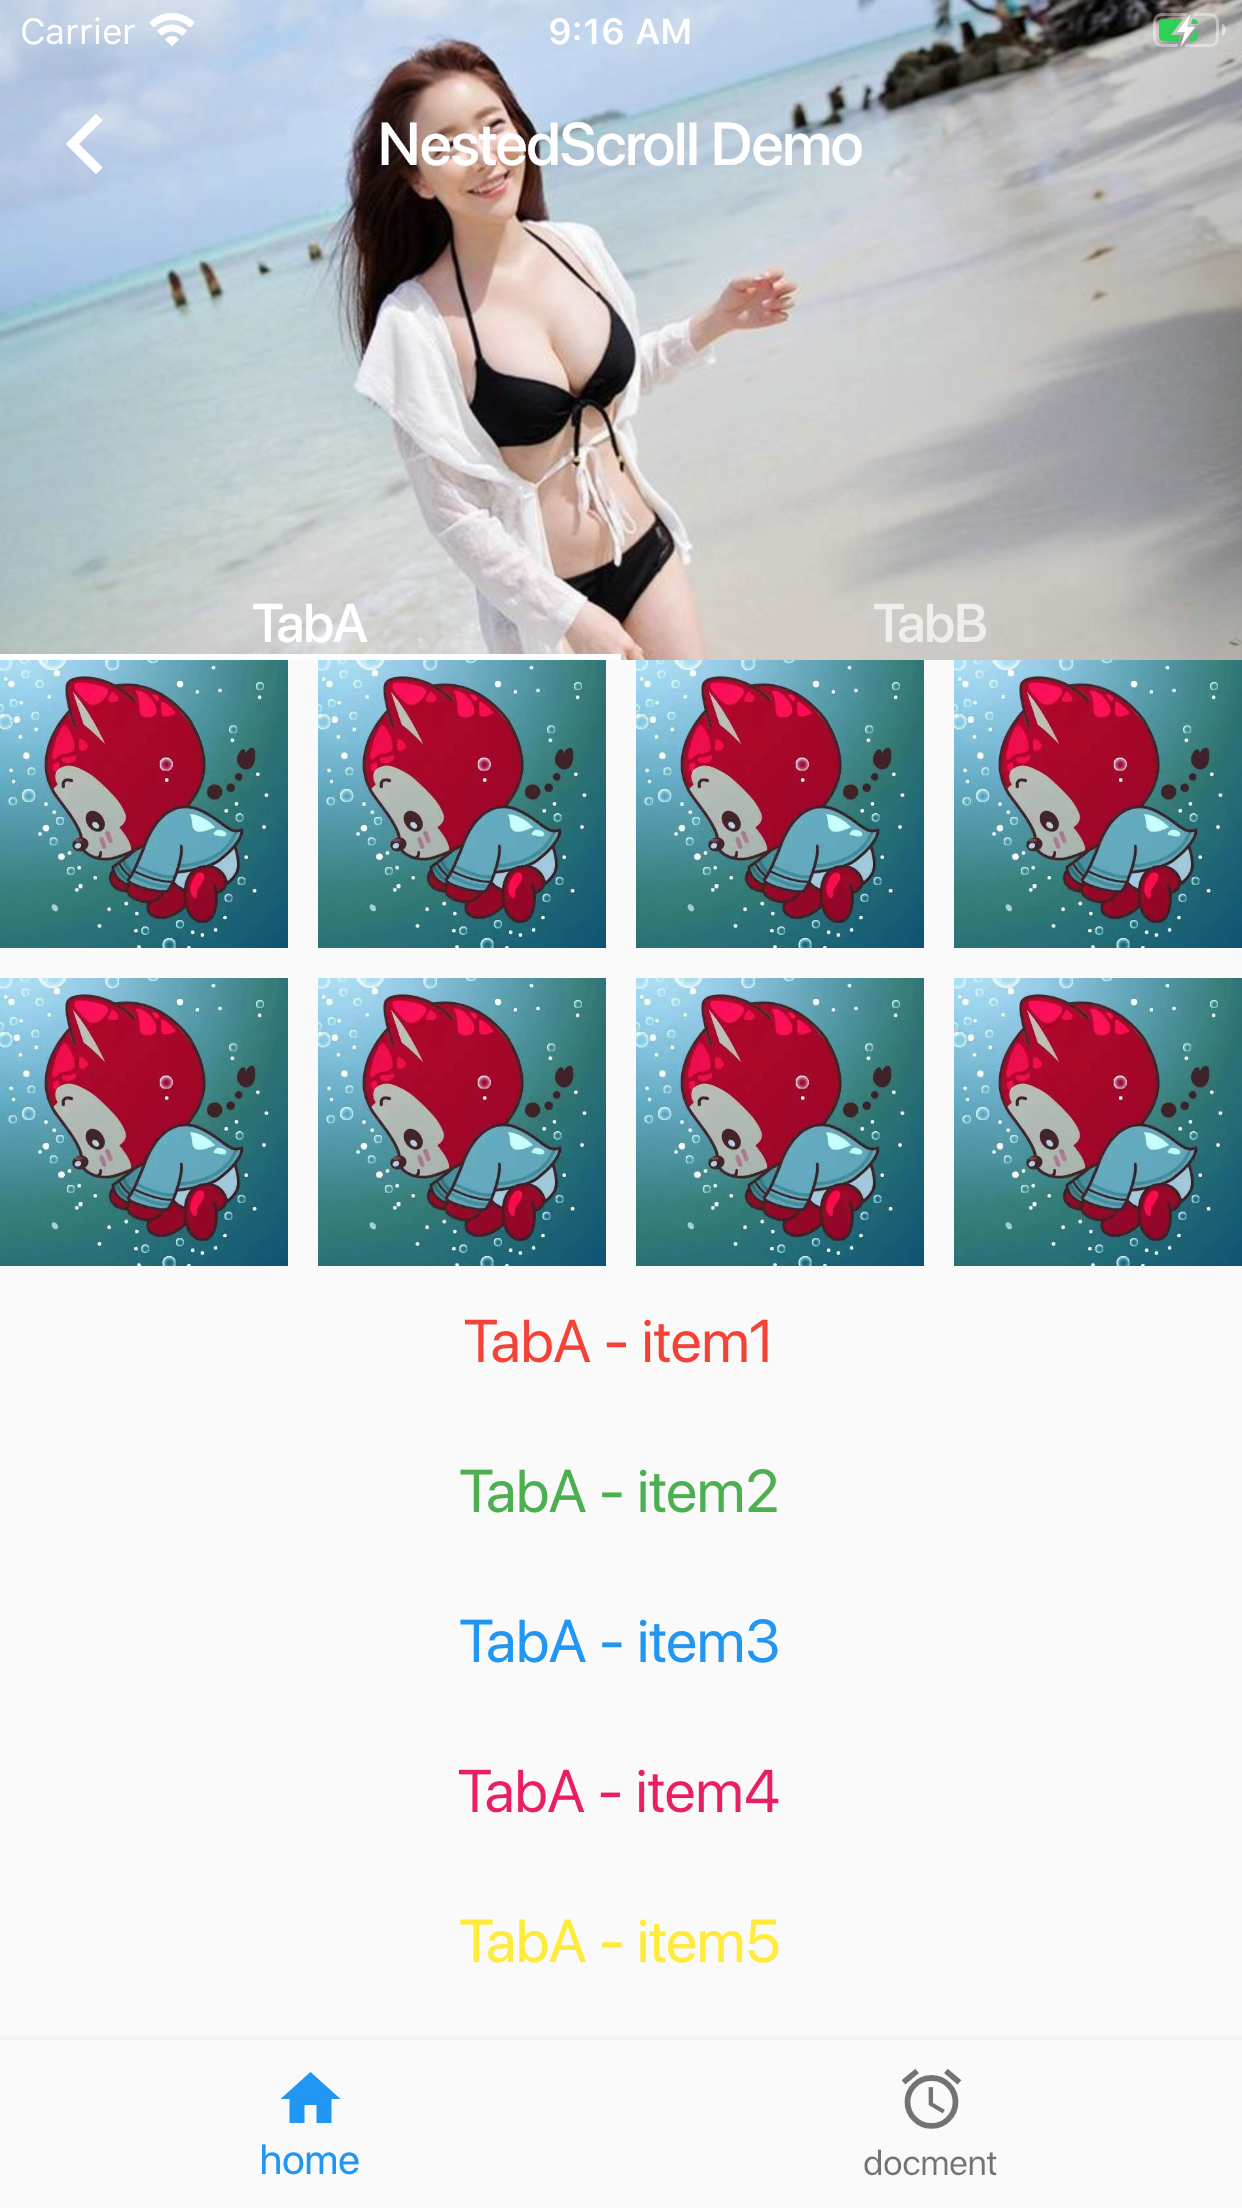 Carrier 9:16 AM
NestedScroll Demo
TabA TabB
TabA - item1
TabA - item2
TabA - item3
TabA - item4
TabA - item5
home docment